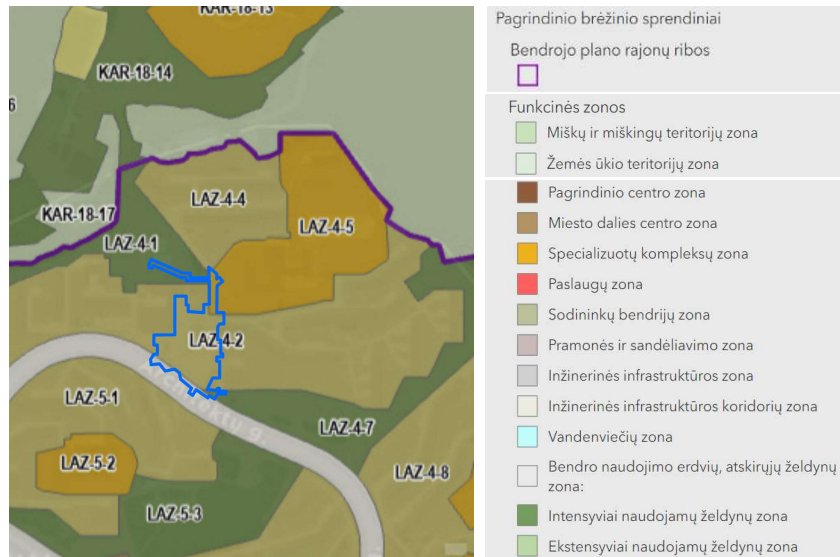 KAR-18-13
KAR-18-14
6
LAZ-4-4
KAR-18-17
LAZ-4-5
LAZ-4-1
LAZ-4-2
LAZ-5-1
Architektų g.
LAZ-4-7
LAZ-5-2
LAZ-4-8
LAZ-5-3
Pagrindinio brėžinio sprendiniai
Bendrojo plano rajonų ribos
Funkcinės zonos
Miškų ir miškingų teritorijų zona
Žemės ūkio teritorijų zona
Pagrindinio centro zona
Miesto dalies centro zona
Specializuotų kompleksų zona
Paslaugų zona
Sodininkų bendrijų zona
Pramonės ir sandėliavimo zona
Inžinerinės infrastruktūros zona
Inžinerinės infrastruktūros koridorių zona
Vandenviečių zona
Bendro naudojimo erdvių, atskirųjų želdynų
zona:
Intensyviai naudojamų želdynų zona
Ekstensyviai naudojamų želdynų zona